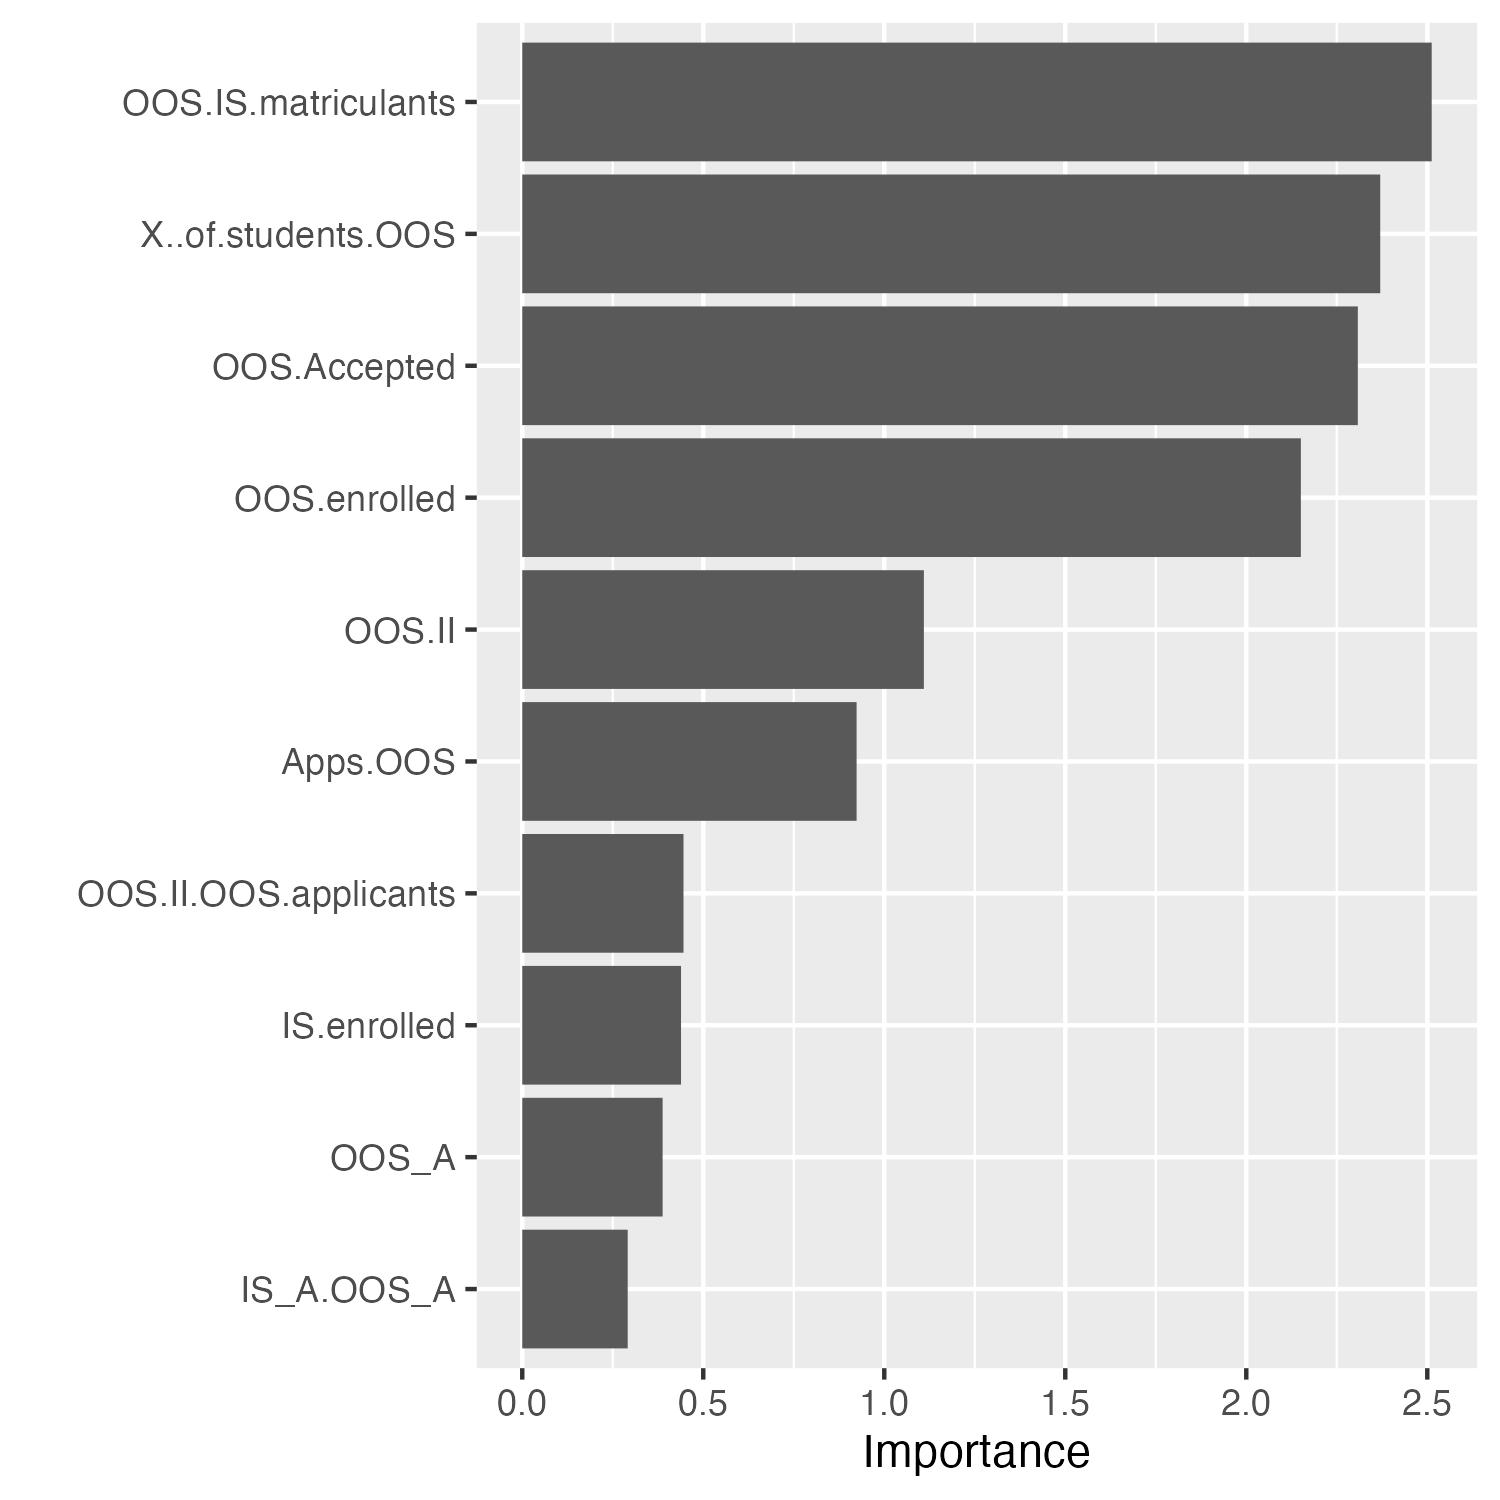 OOS.IS.matriculants
X..of.students.OOS
OOS.Accepted
OOS.enrolled
OOS.II
Apps.OOS
OOS.II.OOS.applicants
IS.enrolled
OOS_A
IS_A.OOS_A
0.0 0.5 1.0 1.5 2.0 2.5
Importance